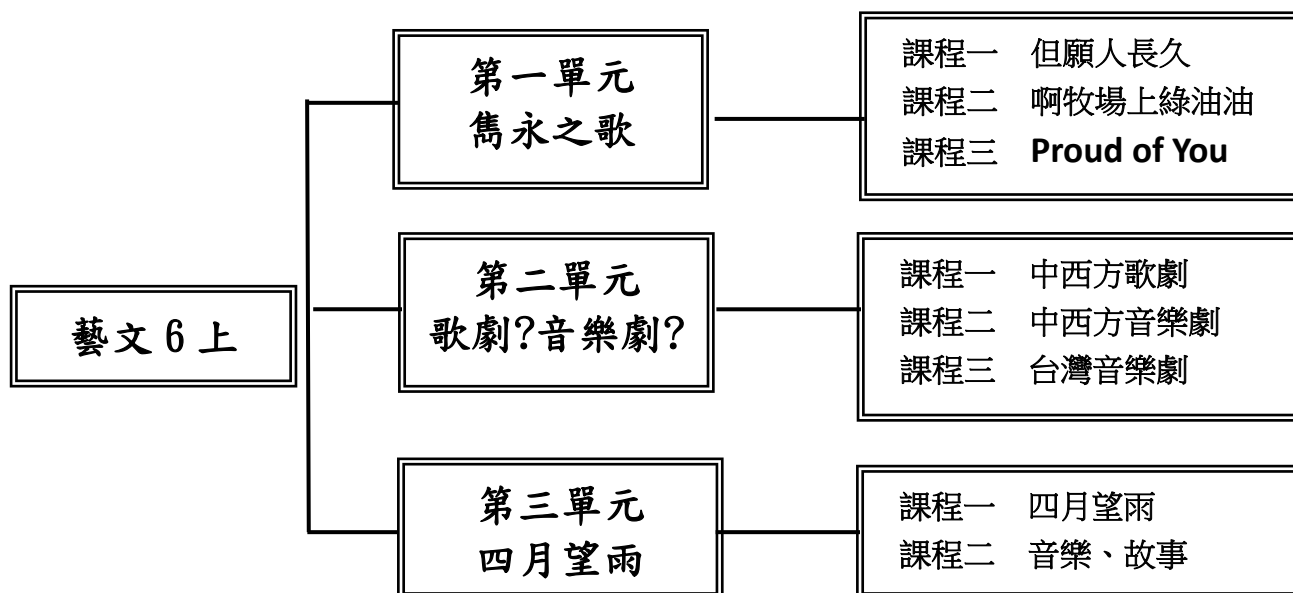 藝文6上
第一單元
雋永之歌
課程一　但願人長久
課程二　啊牧場上綠油油
課程三　Proud of You
第二單元
歌劇?音樂劇?
課程一　中西方歌劇
課程二　中西方音樂劇
課程三　台灣音樂劇
第三單元
四月望雨
課程一　四月望雨
課程二　音樂、故事